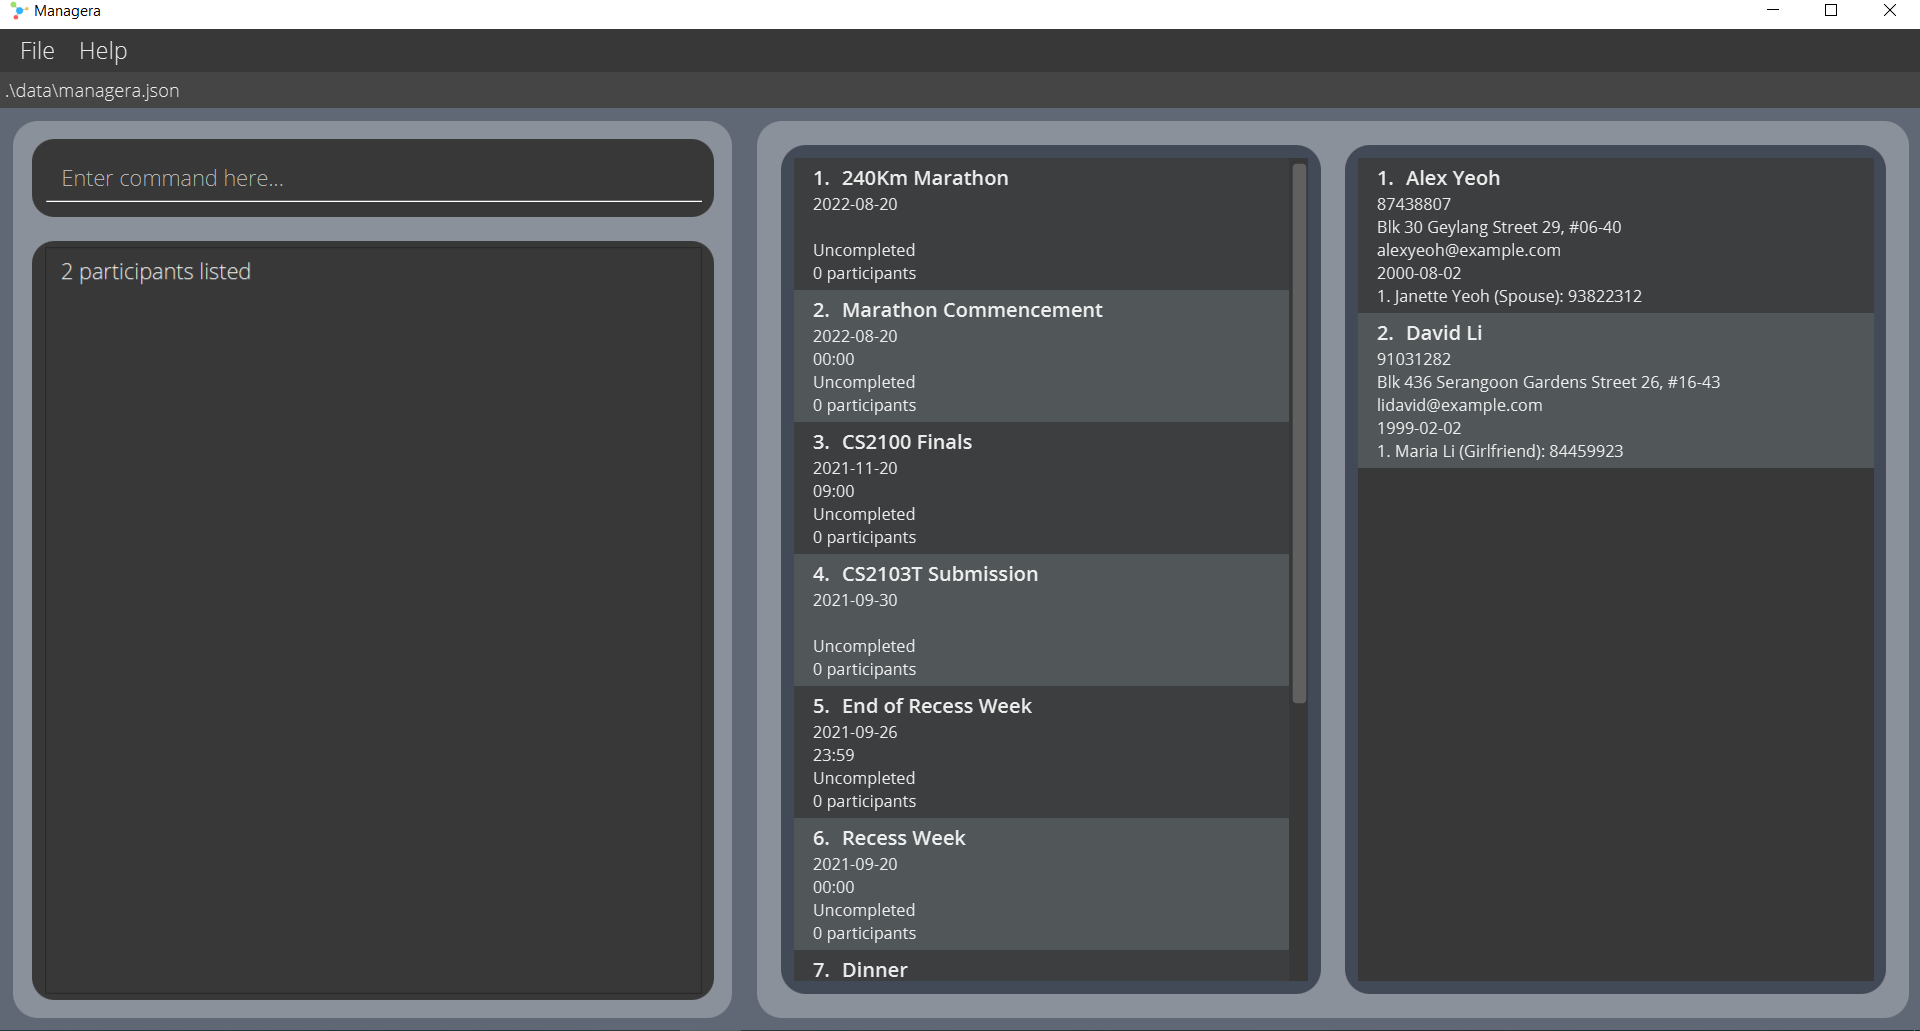 Managera
File Help
.\data\managera.json
Enter command here...
2 participants listed
1. 240Km Marathon
2022-08-20
Uncompleted
0 participants
2. Marathon Commencement
2022-08-20
00:00
Uncompleted
0 participants
3. CS2100 Finals
2021-11-20
09:00
Uncompleted
0 participants
4. CS2103T Submission
2021-09-30
Uncompleted
0 participants
5. End of Recess Week
2021-09-26
23:59
Uncompleted
0 participants
6. Recess Week
2021-09-20
00:00
Uncompleted
0 participants
7. Dinner
1. Alex Yeoh
87438807
Blk 30 Geylang Street 29, #06-40
alexyeoh@example.com
2000-08-02
1. Janette Yeoh (Spouse): 93822312
2. David Li
91031282
Blk 436 Serangoon Gardens Street 26, #16-43
lidavid@example.com
1999-02-02
1. Maria Li (Girlfriend): 84459923